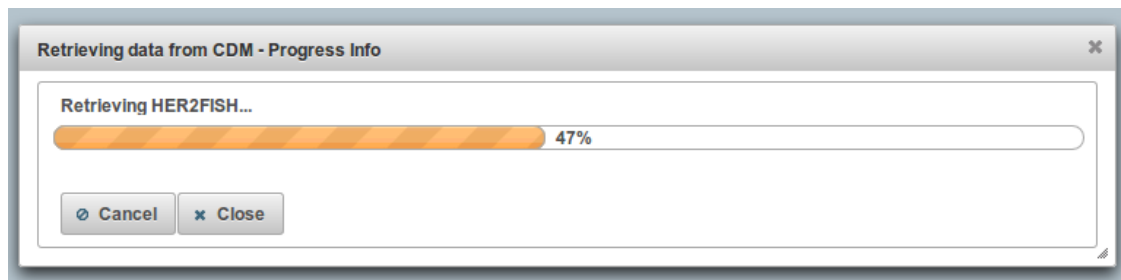 Retrieving data from CDM - Progress Info
Retrieving HER2FISH...
47%
Cancel
Close